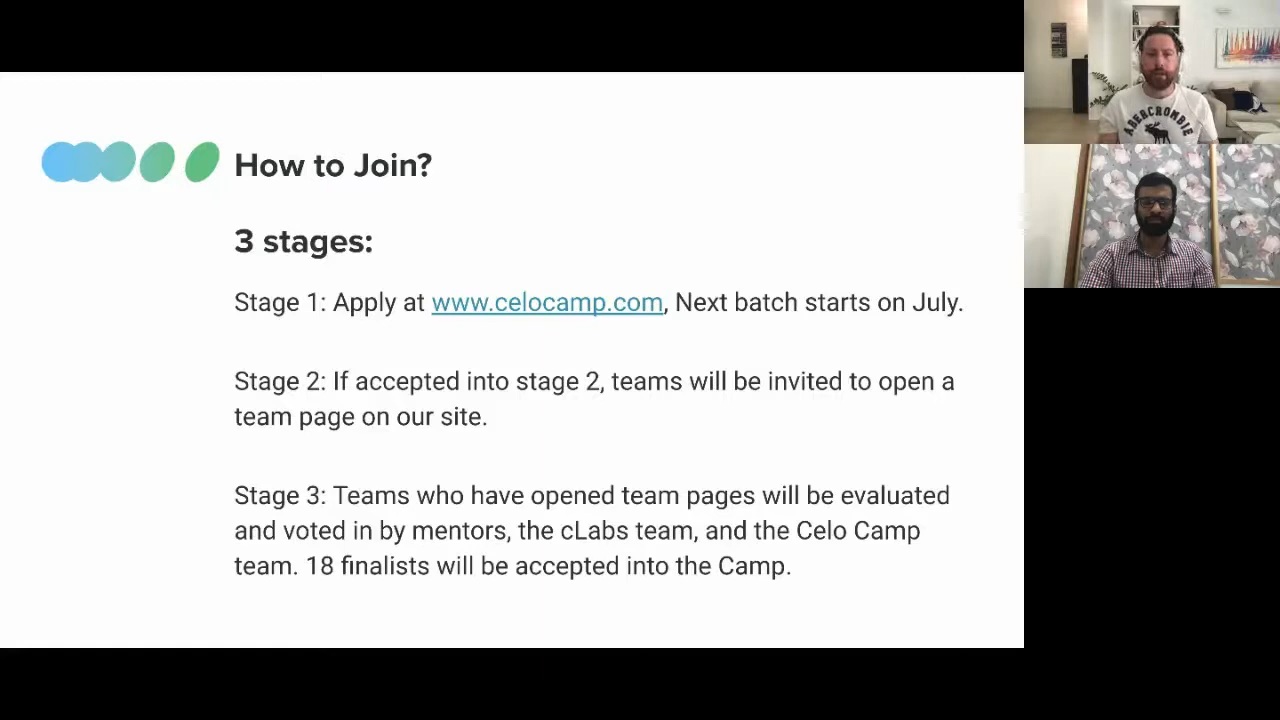 How to Join?
3 stages:
Stage 1: Apply at www.celocamp.com, Next batch starts on July.
Stage 2: If accepted into stage 2, teams will be invited to open a
team page on our site.
Stage 3: Teams who have opened team pages will be evaluated
and voted in by mentors, the cLabs team, and the Celo Camp
team. 18 finalists will be accepted into the Camp.
ABERCROMBIE